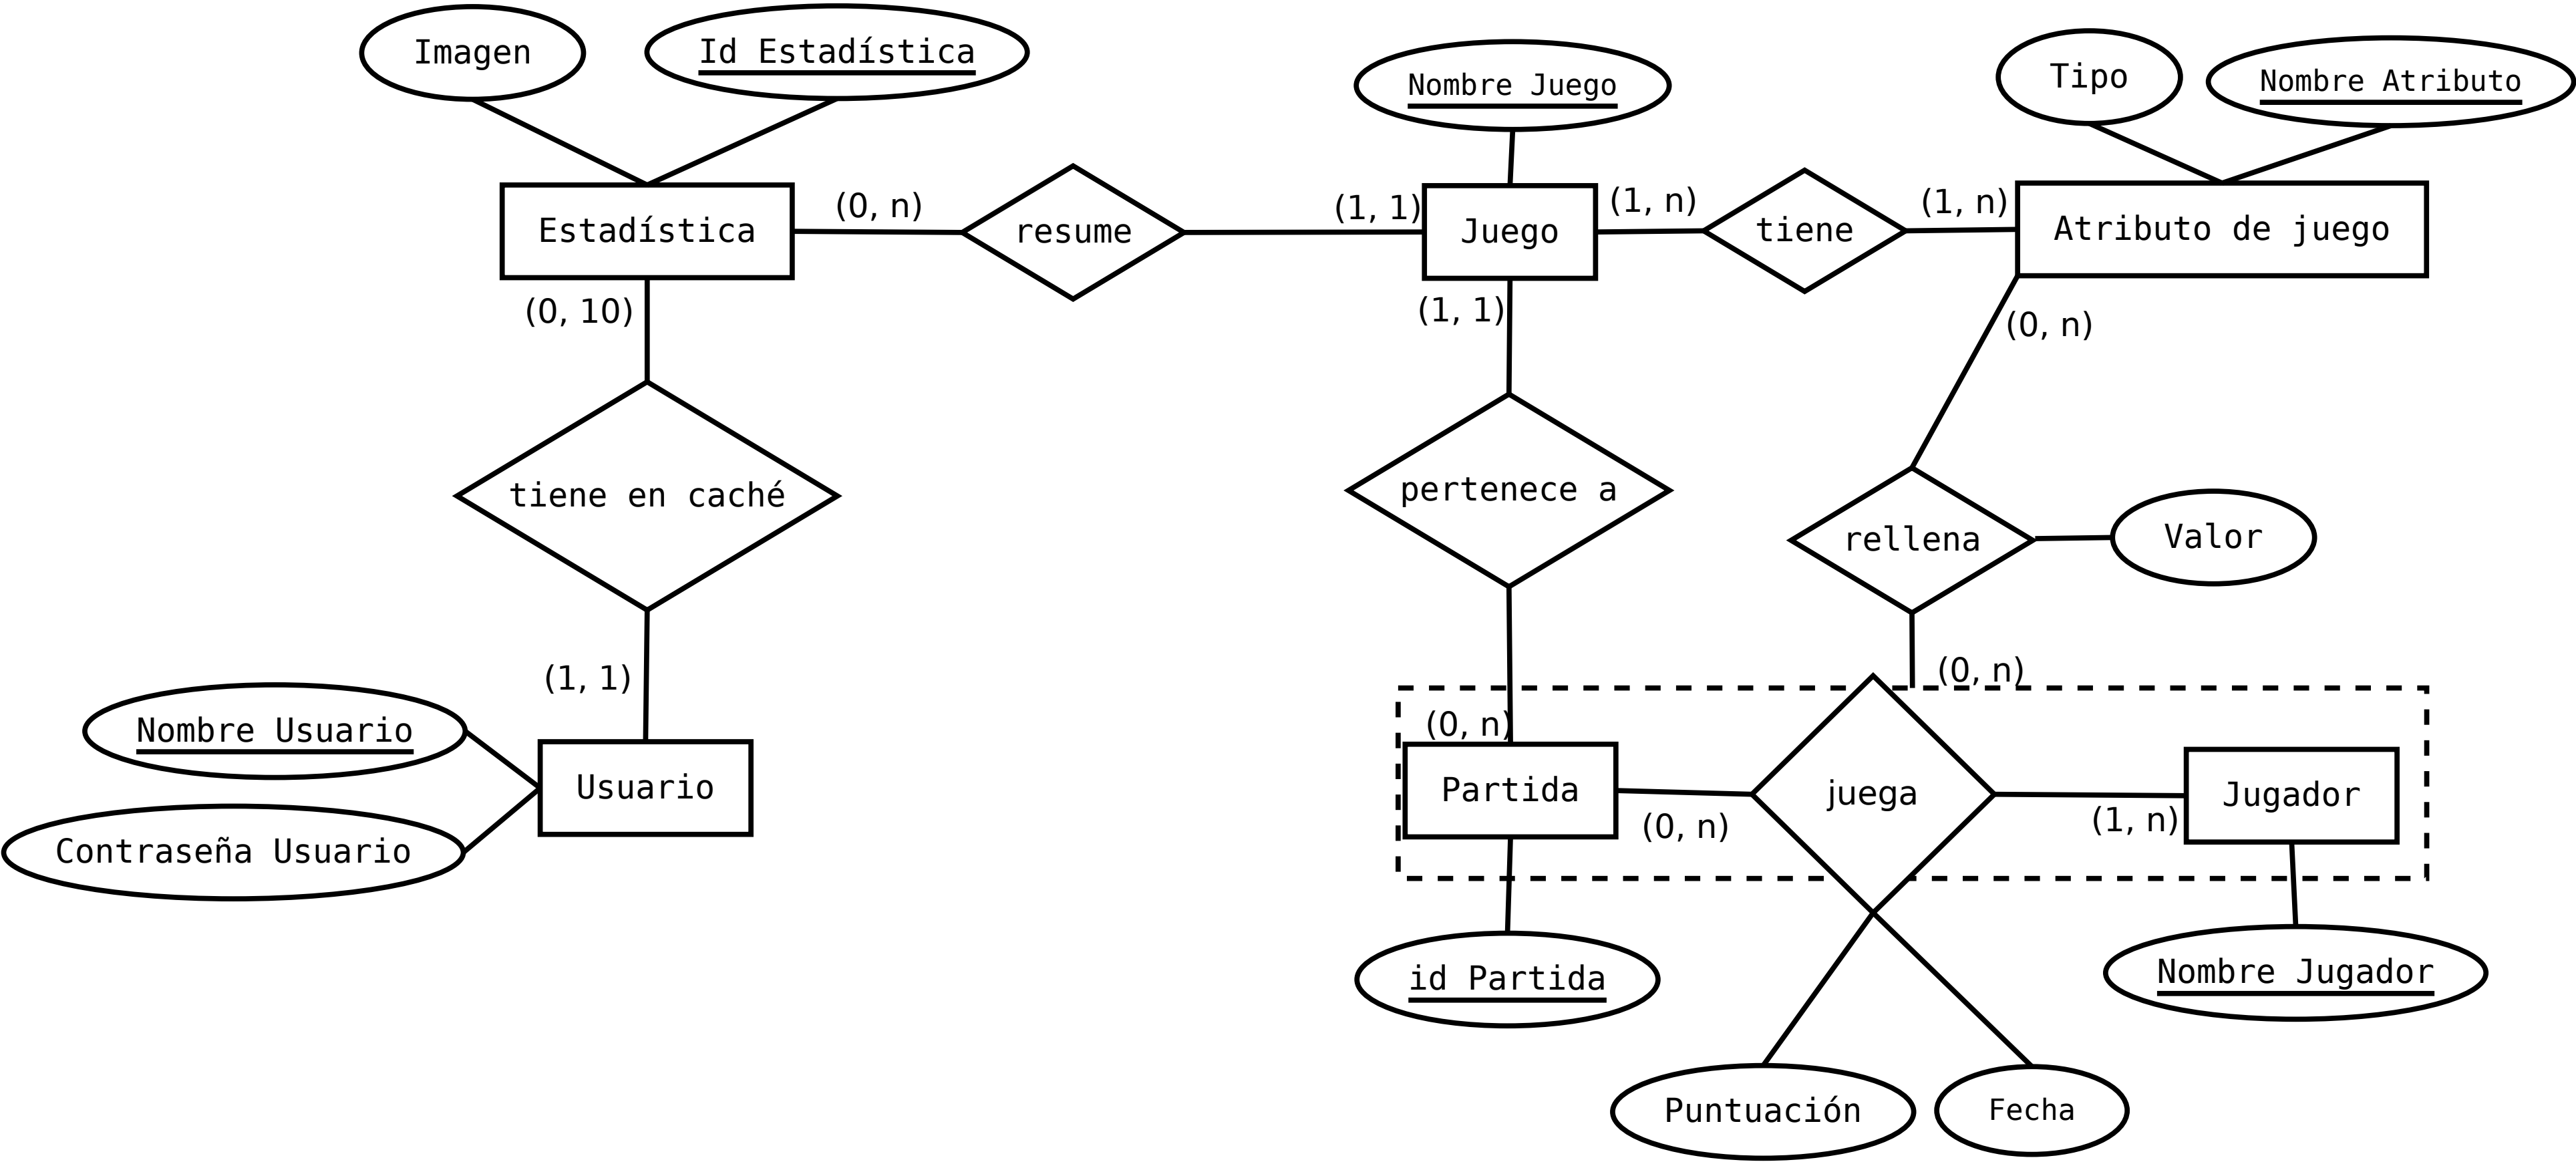 Imagen
Id Estadística
Nombre Juego
Tipo
Nombre Atributo
Estadística
(0, n)
resume
(1, 1)
Juego
(1, n)
tiene
(1, n)
Atributo de juego
(0, 10)
(1, 1)
(0, n)
tiene en caché
pertenece a
rellena
Valor
(1, 1)
(0, n)
(0, n)
Nombre Usuario
Usuario
Contraseña Usuario
Partida
(0, n)
juega
(1, n)
Jugador
id Partida
Nombre Jugador
Puntuación
Fecha